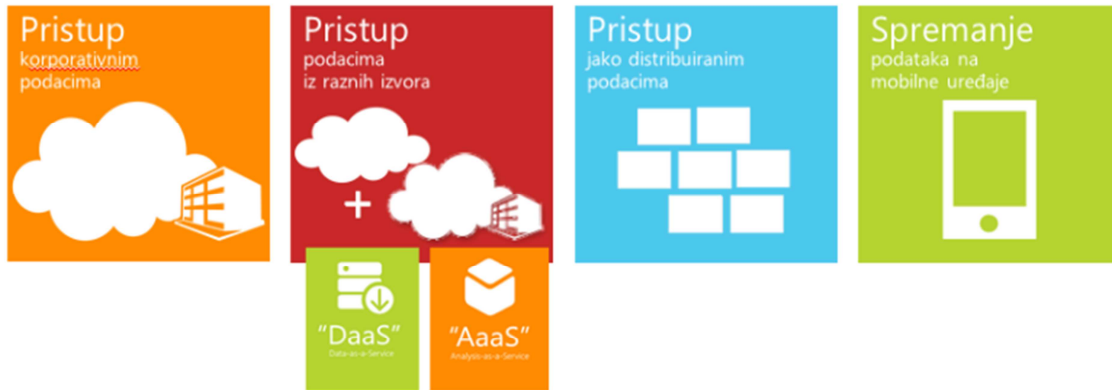 Pristup
korporativnim
podacima
Pristup
podacima
iz raznih izvora
Pristup
jako distribuiranim
podacima
Spremanje
podataka na
mobilne uređaje
+
"DaaS"
Data-as-a-Service
"AaaS"
Analysis-as-a-Service